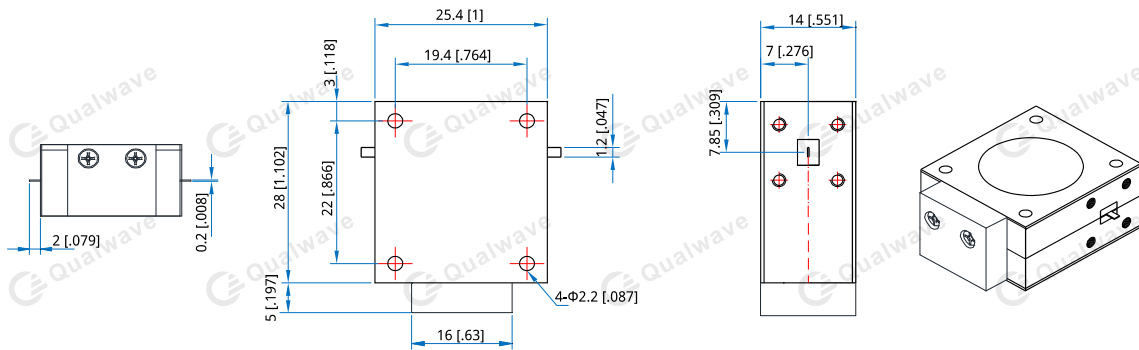 2 [.079]
0.2 [.008]
25.4 [1]
19.4 [.764]
3 [.118]
28 [1.102]
22 [.866]
5 [.197]
16 [.63]
4-Φ2.2 [.087]
1.2 [.047]
14 [.551]
7 [.276]
7.85 [.309]
Qualwave
Qualwave
Qualwave
Qualwave
Qualwave
Qualwave
Qualwave
Qualwave
Qualwave
Qualwave